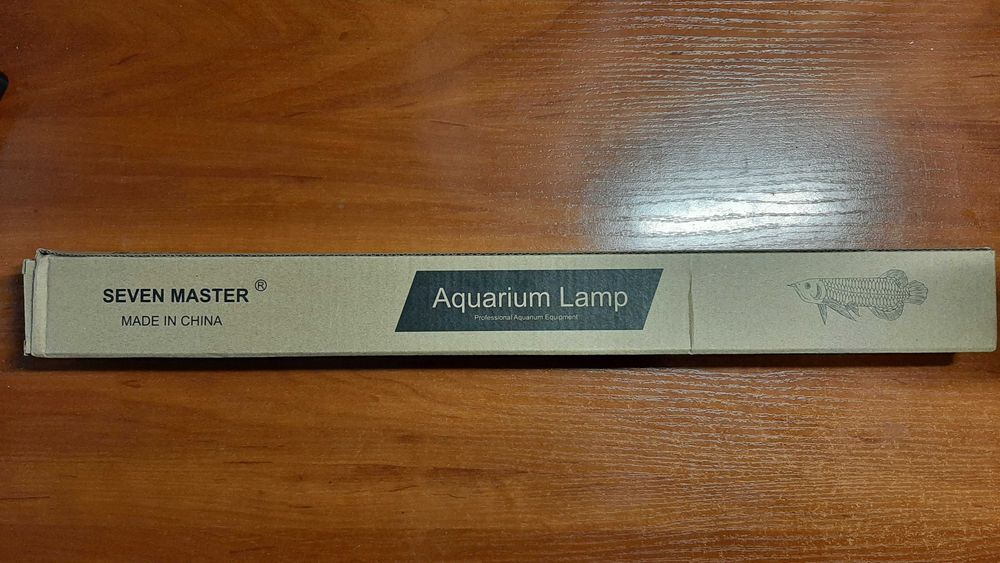 SEVEN MASTER ®
MADE IN CHINA
Aquarium Lamp
Professional Aquarium Equipment